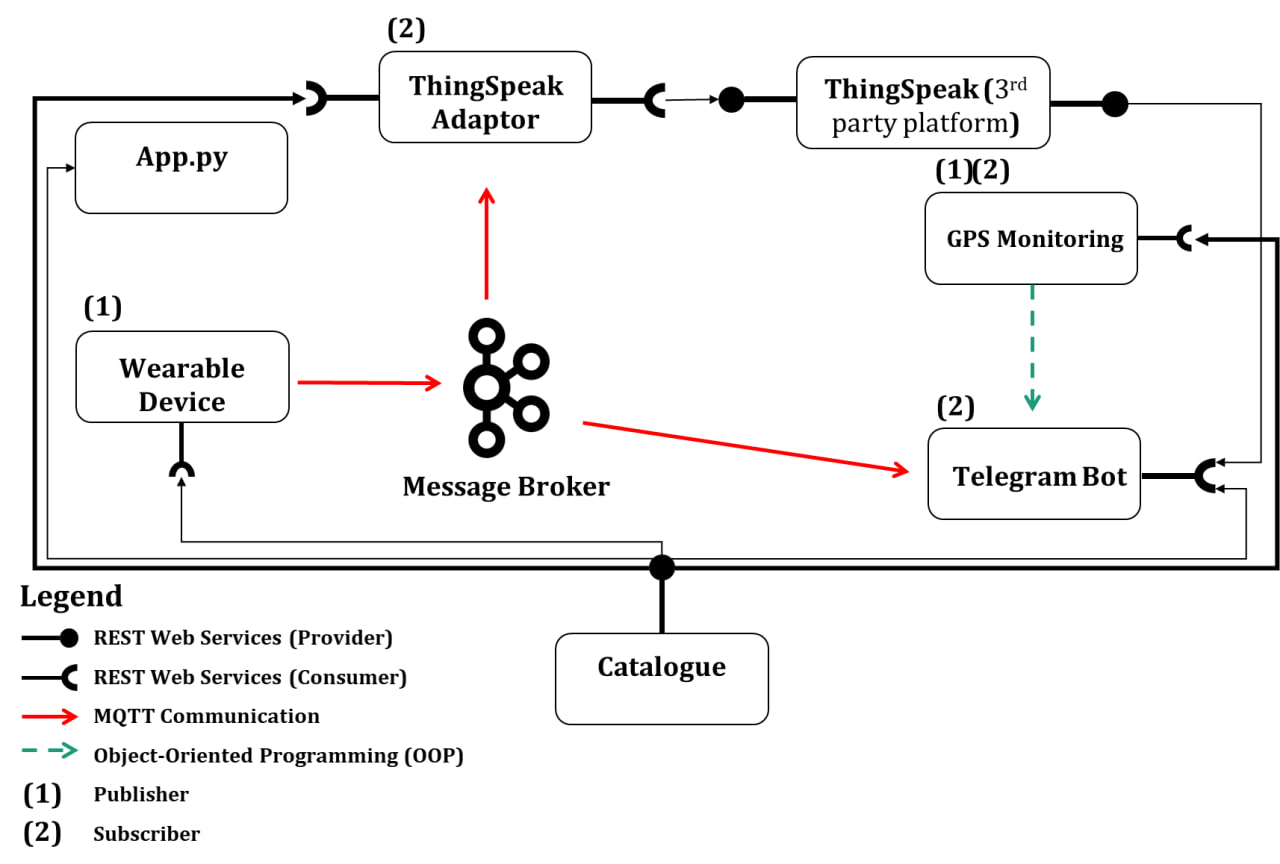 (2)
ThingSpeak
Adaptor
ThingSpeak (3rd
party platform)
App.py
(1)(2)
GPS Monitoring
(1)
Wearable
Device
(2)
Telegram Bot
Message Broker
Catalogue
Legend
REST Web Services (Provider)
REST Web Services (Consumer)
MQTT Communication
Object-Oriented Programming (OOP)
(1) Publisher
(2) Subscriber